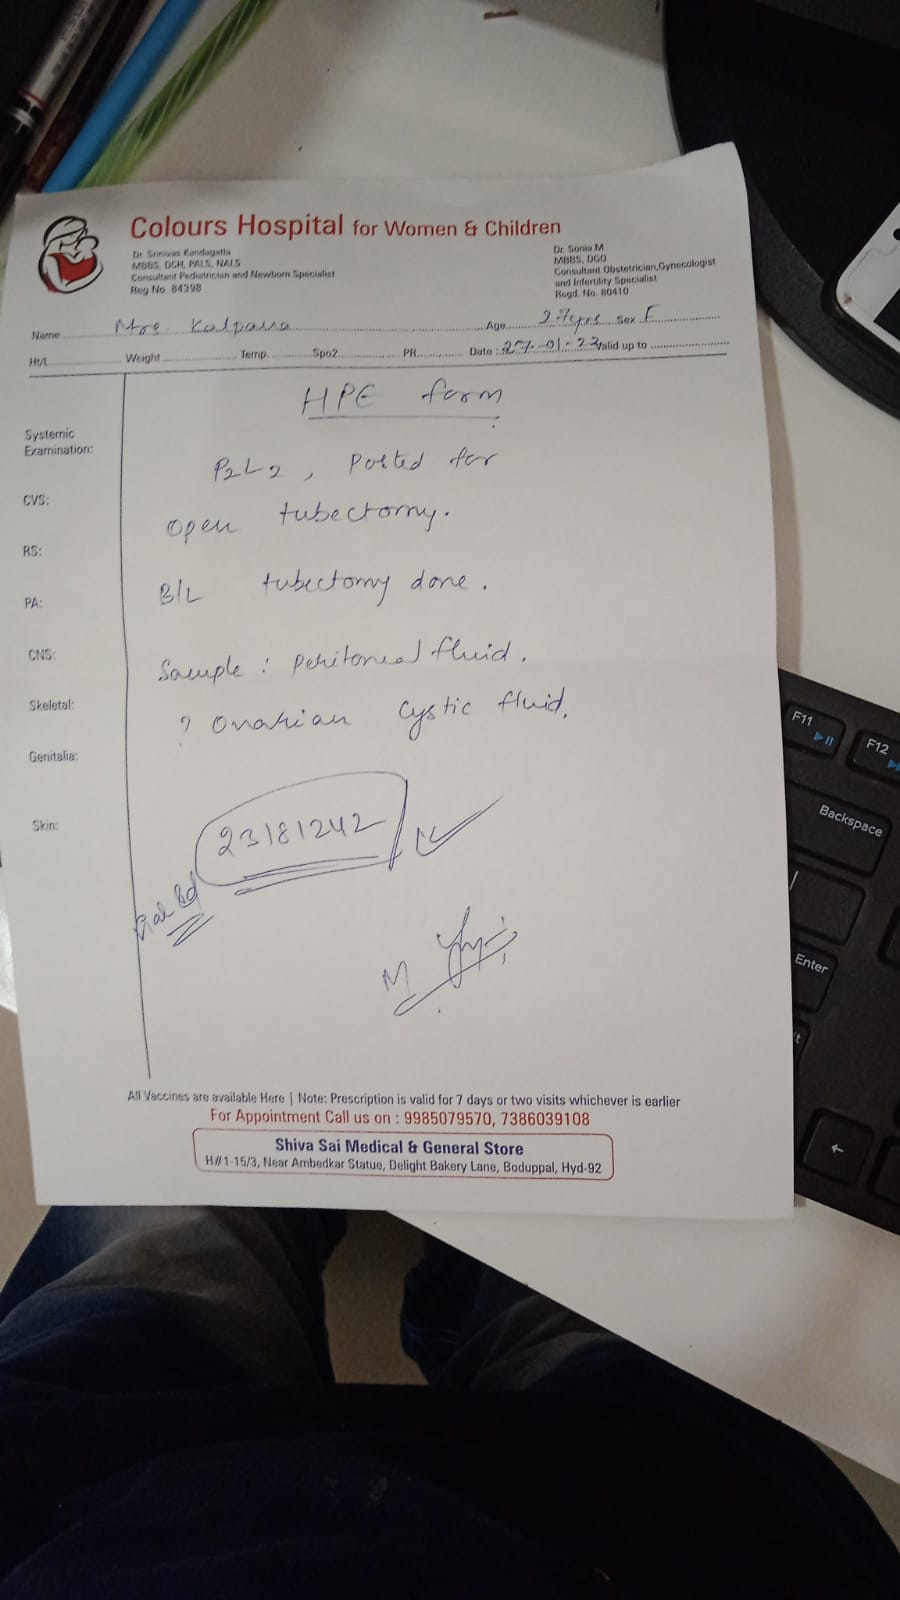 Colours Hospital for Women & Children
Dr. Srinivas Kandagatla
MBBS, DCH, PALS, NALS
Consultant Pediatrician and Newborn Specialist
Reg No. 84398
Dr. Sonia.M
MBBS, DGO
Consultant Obstetrician,Gynecologist
and Infertility Specialist
Regd. No. 80410
Name Mrs Kalpana Age Sex F
Ht/L Weight Temp. Spo2 PR Date : Valid up to
HPE form
Systemic
Examination:
P2L2, Posted for
CVS:
open tubectomy.
RS:
B/L tubectomy done.
PA:
CNS:
Sample : peritoneal fluid.
Skeletal:
? Ovarian Cystic fluid.
Genitalia:
Skin:
23181242
M
All Vaccines are available Here | Note: Prescription is valid for 7 days or two visits whichever is earlier
For Appointment Call us on : 9985079570, 7386039108
Shiva Sai Medical & General Store
H#1-15/3, Near Ambedkar Statue, Delight Bakery Lane, Boduppal, Hyd-92
F11
F12
Backspace
Enter